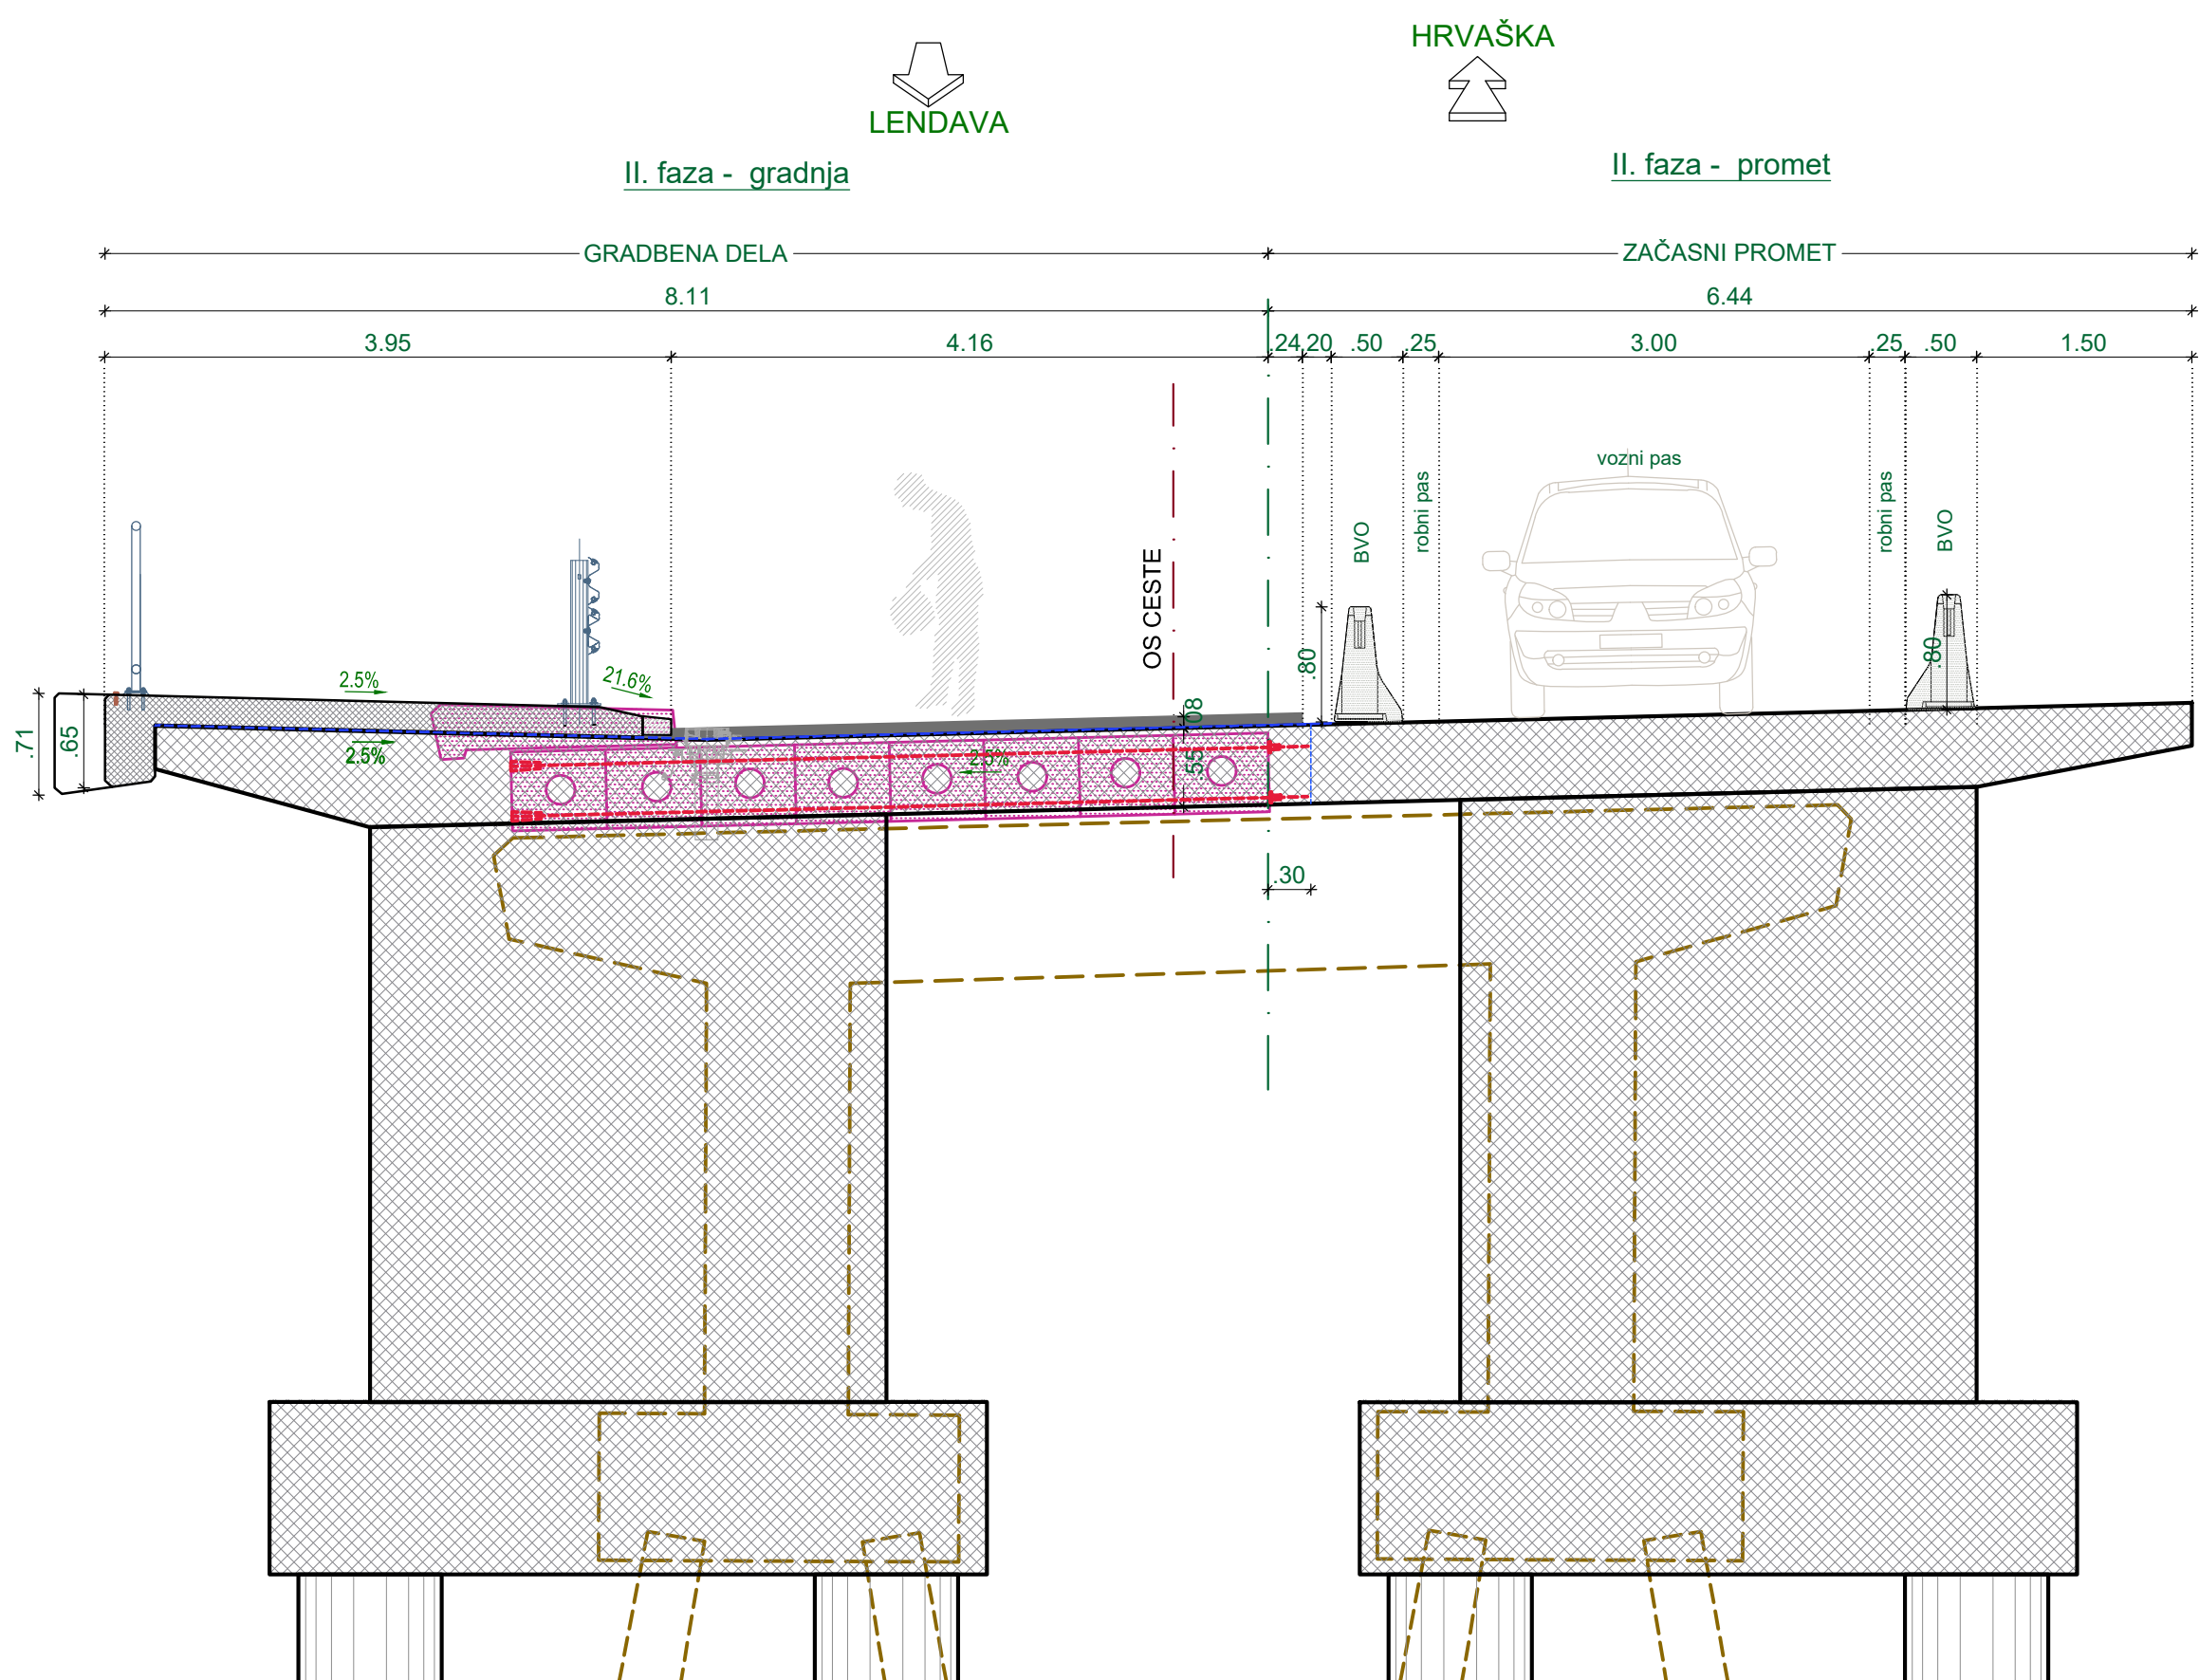 HRVAŠKA
LENDAVA
II. faza - gradnja
II. faza - promet
GRADBENA DELA
ZAČASNI PROMET
8.11
6.44
3.95
4.16
.24
.20
.50
.25
3.00
.25
.50
1.50
vozni pas
BVO
robni pas
robni pas
BVO
OS CESTE
2.5%
21.6%
.80
.80
.71
.65
2.5%
.08
.55
2.5%
.30